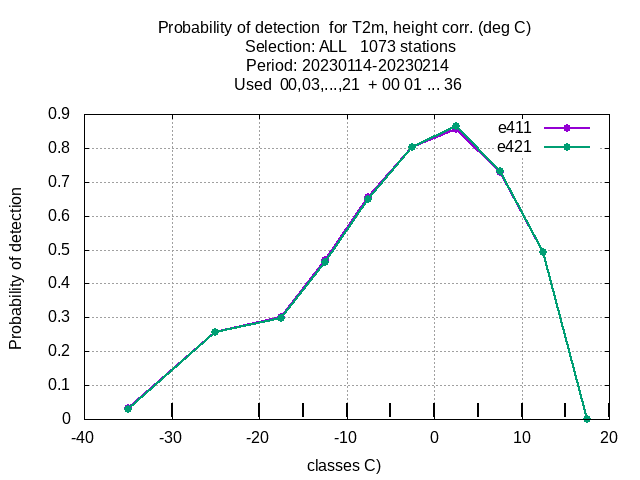 Probability of detection  for T2m, height corr. (deg C)
Selection: ALL   1073 stations
Period: 20230114-20230214
Used  00,03,...,21  + 00 01 ... 36
e411
e421
Probability of detection
0.9
0.8
0.7
0.6
0.5
0.4
0.3
0.2
0.1
0
-40 -30 -20 -10 0 10 20
classes C)